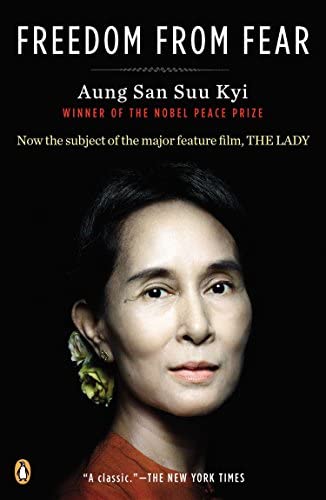 FREEDOM FROM FEAR
Aung San Suu Kyi
WINNER OF THE NOBEL PEACE PRIZE
Now the subject of the major feature film, THE LADY
"A classic."—THE NEW YORK TIMES